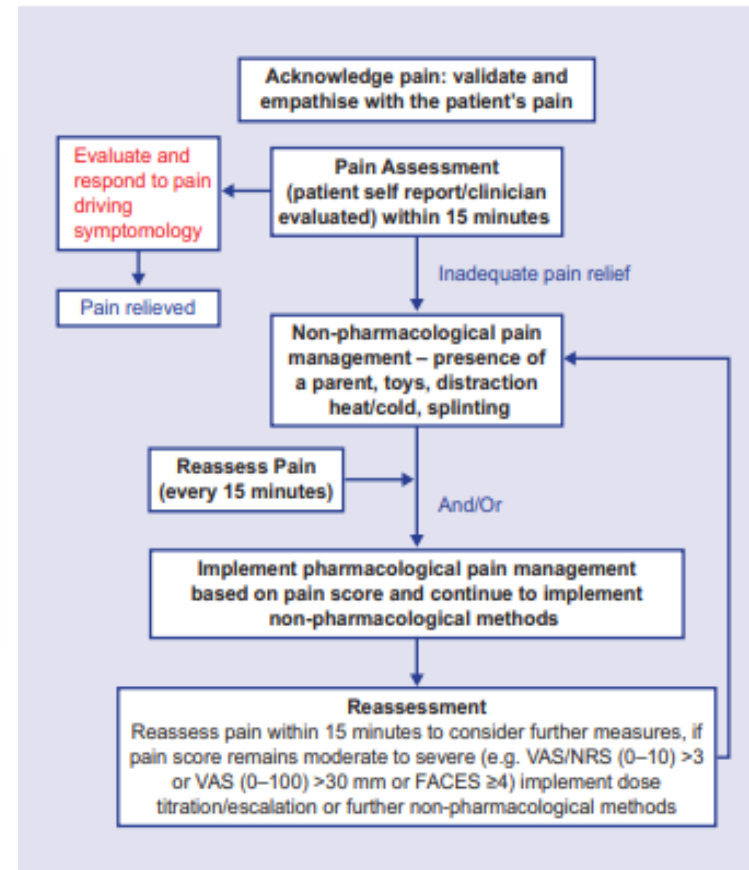 Acknowledge pain: validate and
empathise with the patient's pain
Evaluate and
respond to pain
driving
symptomology
Pain Assessment
(patient self report/clinician
evaluated) within 15 minutes
Pain relieved
Inadequate pain relief
Non-pharmacological pain
management – presence of
a parent, toys, distraction
heat/cold, splinting
Reassess Pain
(every 15 minutes)
And/Or
Implement pharmacological pain management
based on pain score and continue to implement
non-pharmacological methods
Reassessment
Reassess pain within 15 minutes to consider further measures, if
pain score remains moderate to severe (e.g. VAS/NRS (0–10) >3
or VAS (0–100) >30 mm or FACES ≥4) implement dose
titration/escalation or further non-pharmacological methods